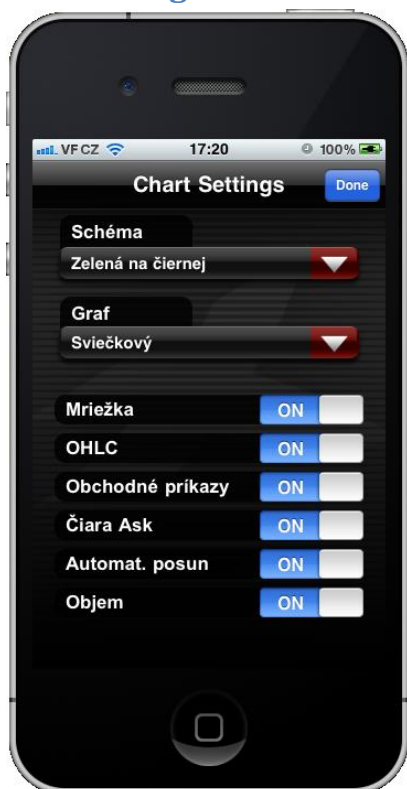 VF CZ 17:20 100%
Chart Settings Done
Schéma
Zelená na čiernej
Graf
Sviečkový
Mriežka ON
OHLC ON
Obchodné príkazy ON
Čiara Ask ON
Automat. posun ON
Objem ON